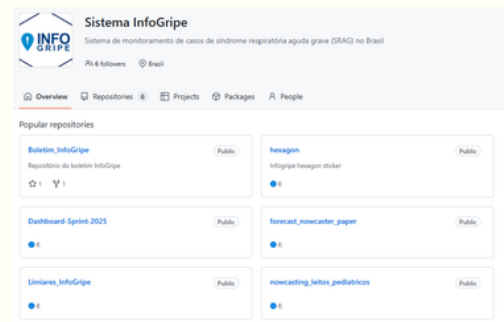 INFO
GRIPE
Sistema InfoGripe
Sistema de monitoramento de casos de síndrome respiratória aguda grave (SRAG) no Brasil
6 followers Brasil
Overview Repositories 6 Projects Packages People
Popular repositories
Boletim_InfoGripe Public
Repositório do boletim InfoGripe
1 1
hexagon Public
Infogripe hexagon sticker
R
Dashboard-Sprint-2025 Public
R
forecast_nowcaster_paper Public
R
Limiares_InfoGripe Public
R
nowcasting_leitos_pediatricos Public
R